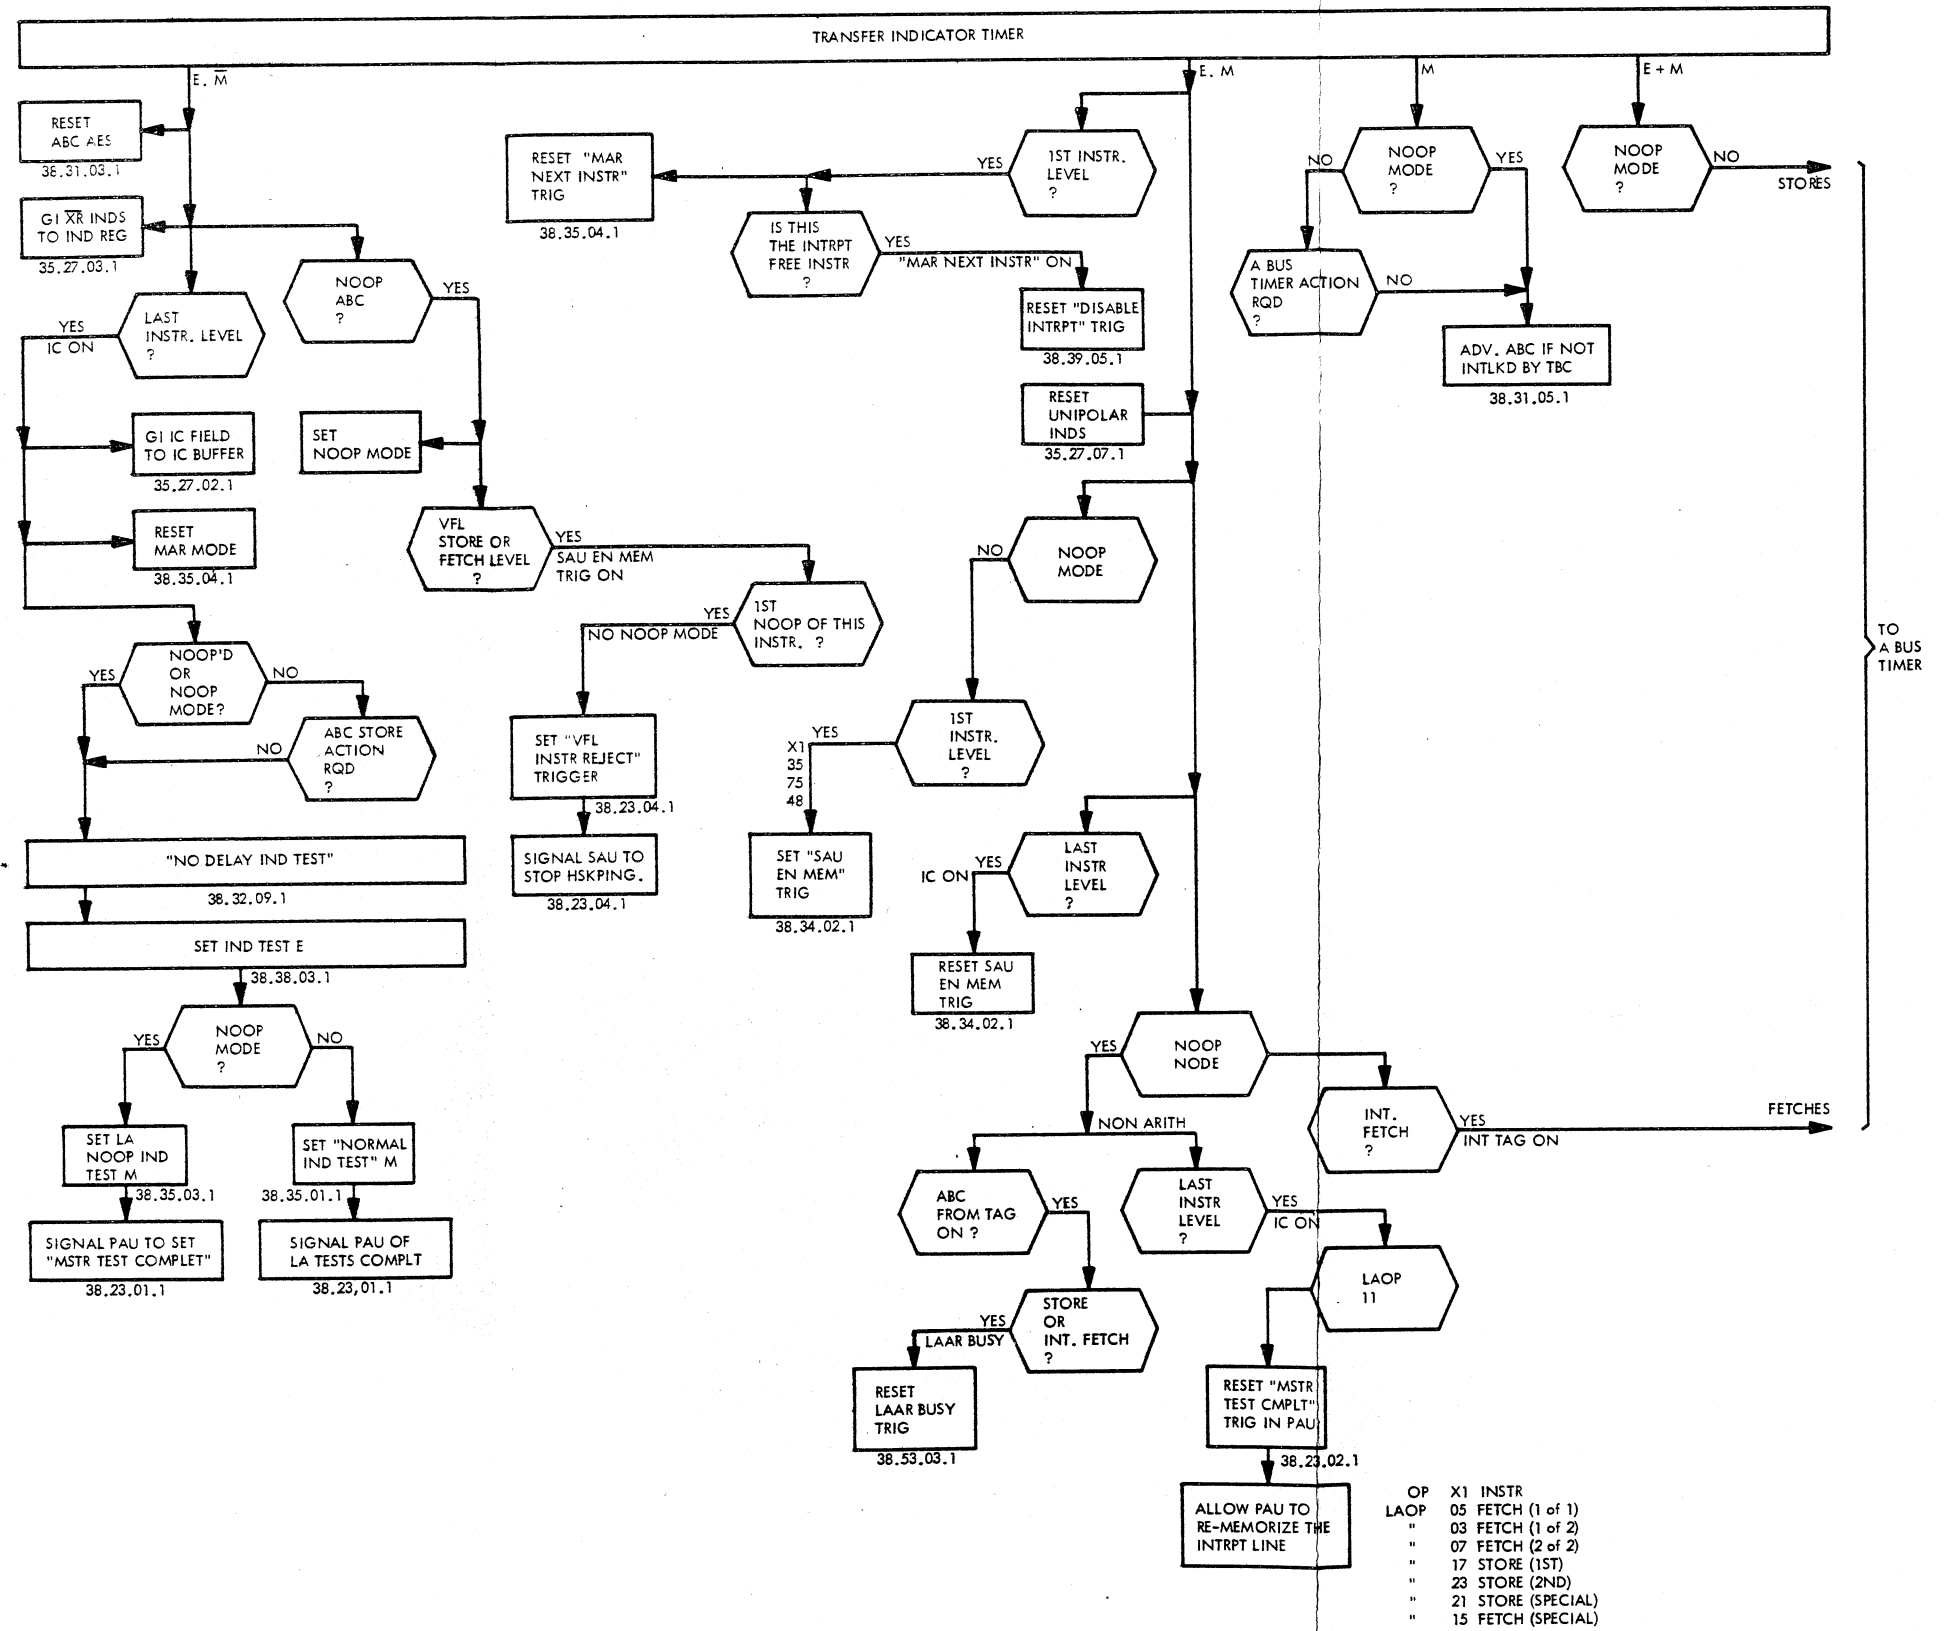 TRANSFER INDICATOR TIMER
E. M̅
E. M
M
E + M
RESET
ABC AES
38.31.03.1
GI X̅R̅ INDS
TO IND REG
35.27.03.1
LAST
INSTR. LEVEL
?
YES
IC ON
NOOP
ABC
?
YES
GI IC FIELD
TO IC BUFFER
35.27.02.1
SET
NOOP MODE
RESET
MAR MODE
38.35.04.1
VFL
STORE OR
FETCH LEVEL
?
YES
SAU EN MEM
TRIG ON
1ST
NOOP OF THIS
INSTR. ?
YES
NO NOOP MODE
NOOP'D
OR
NOOP
MODE?
YES
NO
ABC STORE
ACTION
RQD
?
NO
SET "VFL
INSTR REJECT"
TRIGGER
38.23.04.1
SIGNAL SAU TO
STOP HSKPING.
38.23.04.1
"NO DELAY IND TEST"
38.32.09.1
SET IND TEST E
38.38.03.1
NOOP
MODE
?
YES
NO
SET LA
NOOP IND
TEST M
38.35.03.1
SET "NORMAL
IND TEST" M
38.35.01.1
SIGNAL PAU TO SET
"MSTR TEST COMPLET"
38.23.01.1
SIGNAL PAU OF
LA TESTS COMPLT
38.23,01.1
RESET "MAR
NEXT INSTR"
TRIG
38.35.04.1
YES
1ST INSTR.
LEVEL
?
IS THIS
THE INTRPT
FREE INSTR
?
YES
"MAR NEXT INSTR" ON
RESET "DISABLE
INTRPT" TRIG
38.39.05.1
RESET
UNIPOLAR
INDS
35.27.07.1
NOOP
MODE
NO
1ST
INSTR.
LEVEL
?
YES
X1
35
75
48
SET "SAU
EN MEM"
TRIG
38.34.02.1
LAST
INSTR
LEVEL
?
YES
IC ON
RESET SAU
EN MEM
TRIG
38.34.02.1
NOOP
NODE
YES
NON ARITH
INT.
FETCH
?
YES
INT TAG ON
FETCHES
ABC
FROM TAG
ON ?
YES
LAST
INSTR
LEVEL
?
YES
IC ON
STORE
OR
INT. FETCH
?
YES
LAAR BUSY
RESET
LAAR BUSY
TRIG
38.53.03.1
LAOP
11
RESET "MSTR
TEST CMPLT"
TRIG IN PAU
38.23.02.1
ALLOW PAU TO
RE-MEMORIZE THE
INTRPT LINE
NOOP
MODE
?
NO
YES
A BUS
TIMER ACTION
RQD
?
NO
ADV. ABC IF NOT
INTLKD BY TBC
38.31.05.1
NOOP
MODE
?
NO
STORES
TO
A BUS
TIMER
OP X1 INSTR
LAOP 05 FETCH (1 of 1)
" 03 FETCH (1 of 2)
" 07 FETCH (2 of 2)
" 17 STORE (1ST)
" 23 STORE (2ND)
" 21 STORE (SPECIAL)
" 15 FETCH (SPECIAL)